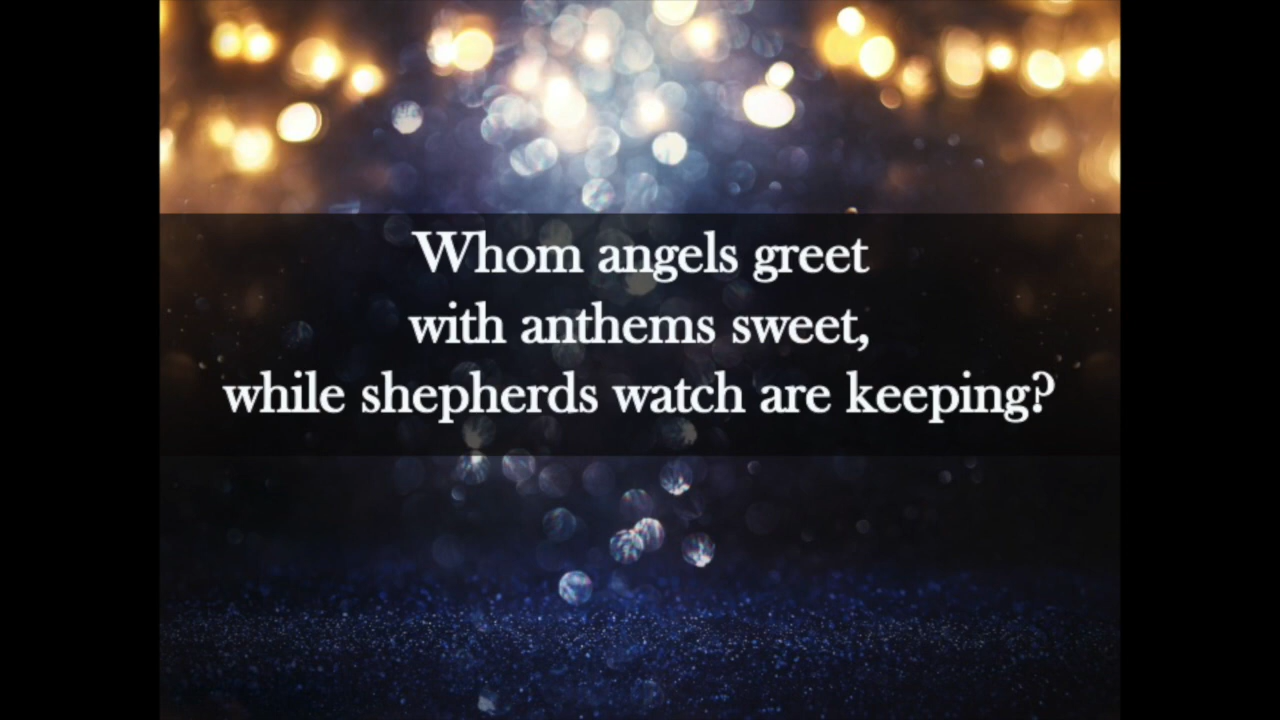 Whom angels greet
with anthems sweet,
while shepherds watch are keeping?